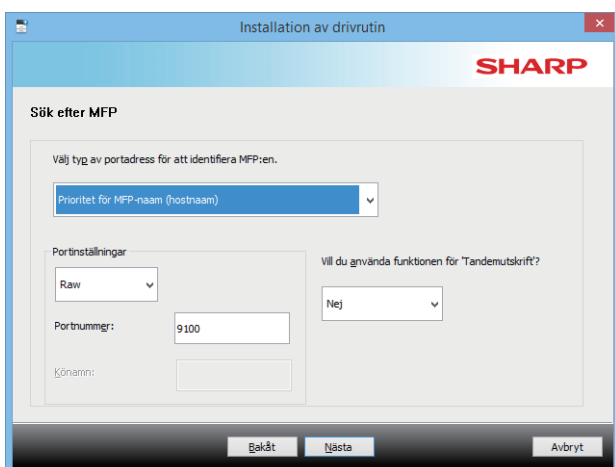 Installation av drivrutin
SHARP
Sök efter MFP
Välj typ av portadress för att identifiera MFP:en.
Prioritet för MFP-naam (hostnaam)
Portinställningar
Raw
Portnummer:
9100
Könamn:
Vill du använda funktionen för 'Tandemutskrift'?
Nej
Bakåt
Nästa
Avbryt